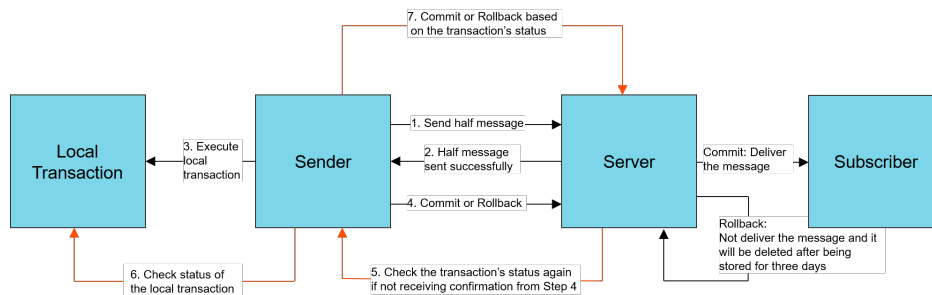 7. Commit or Rollback based
on the transaction's status
Local
Transaction
3. Execute
local
transaction
Sender
1. Send half message
2. Half message
sent successfully
4. Commit or Rollback
Server
Commit: Deliver
the message
Subscriber
Rollback:
Not deliver the message and it
will be deleted after being
stored for three days
6. Check status of
the local transaction
5. Check the transaction's status again
if not receiving confirmation from Step 4